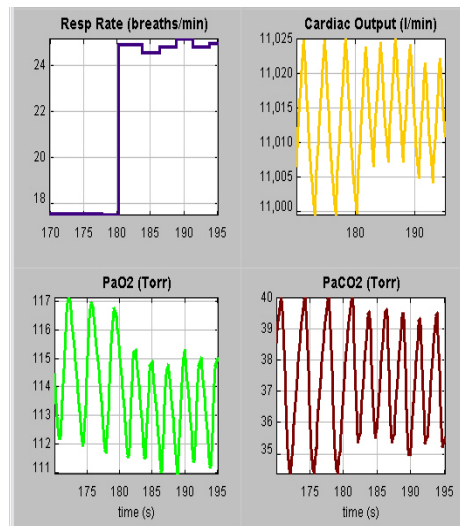 Resp Rate (breaths/min)
24
22
20
18
170 175 180 185 190 195
Cardiac Output (l/min)
11,025
11,020
11,015
11,010
11,005
11,000
180 190
PaO2 (Torr)
117
116
115
114
113
112
111
175 180 185 190 195
time (s)
PaCO2 (Torr)
40
39
38
37
36
35
175 180 185 190 195
time (s)